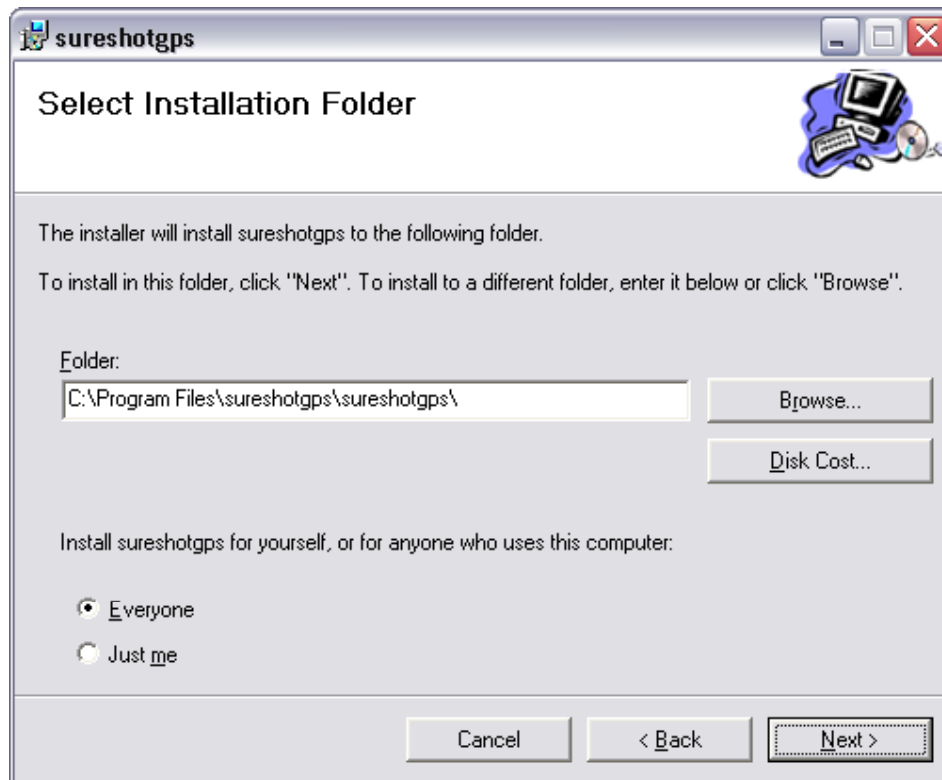 sureshotgps
Select Installation Folder
The installer will install sureshotgps to the following folder.
To install in this folder, click "Next". To install to a different folder, enter it below or click "Browse".
Folder:
C:\Program Files\sureshotgps\sureshotgps\
Browse...
Disk Cost...
Install sureshotgps for yourself, or for anyone who uses this computer:
Everyone
Just me
Cancel
< Back
Next >